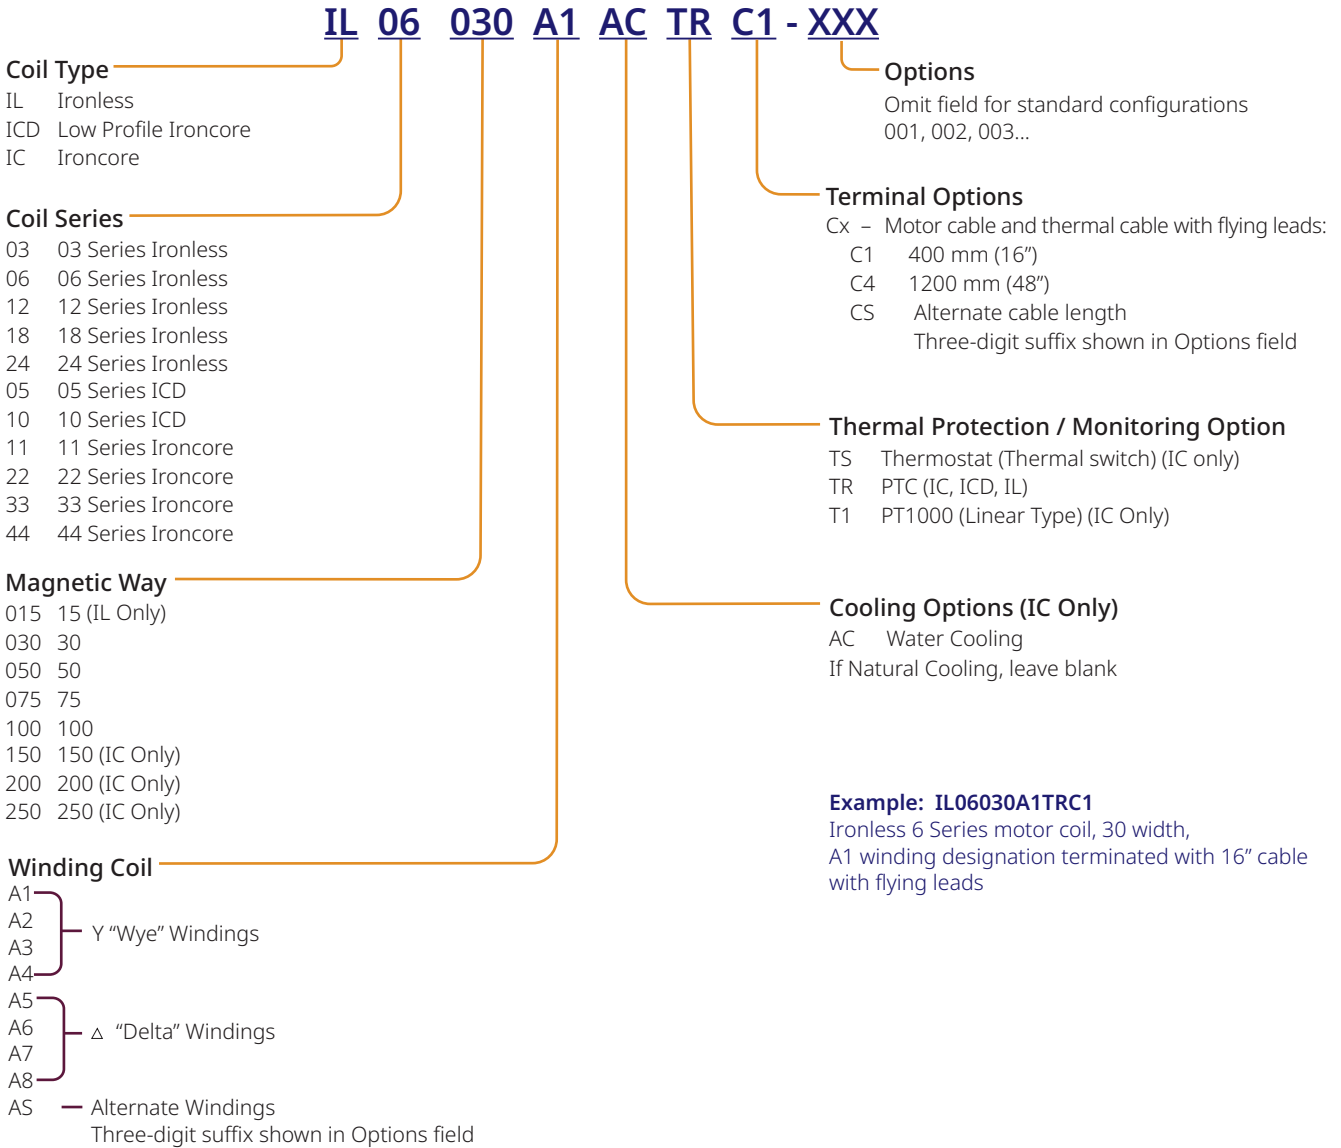 IL 06 030 A1 AC TR C1 - XXX
Coil Type
IL Ironless
ICD Low Profile Ironcore
IC Ironcore
Coil Series
03 03 Series Ironless
06 06 Series Ironless
12 12 Series Ironless
18 18 Series Ironless
24 24 Series Ironless
05 05 Series ICD
10 10 Series ICD
11 11 Series Ironcore
22 22 Series Ironcore
33 33 Series Ironcore
44 44 Series Ironcore
Magnetic Way
015 15 (IL Only)
030 30
050 50
075 75
100 100
150 150 (IC Only)
200 200 (IC Only)
250 250 (IC Only)
Winding Coil
A1
A2
A3
A4
Y “Wye” Windings
A5
A6
A7
A8
△ “Delta” Windings
AS — Alternate Windings
Three-digit suffix shown in Options field
Options
Omit field for standard configurations
001, 002, 003...
Terminal Options
Cx – Motor cable and thermal cable with flying leads:
C1 400 mm (16”)
C4 1200 mm (48”)
CS Alternate cable length
Three-digit suffix shown in Options field
Thermal Protection / Monitoring Option
TS Thermostat (Thermal switch) (IC only)
TR PTC (IC, ICD, IL)
T1 PT1000 (Linear Type) (IC Only)
Cooling Options (IC Only)
AC Water Cooling
If Natural Cooling, leave blank
Example: IL06030A1TRC1
Ironless 6 Series motor coil, 30 width,
A1 winding designation terminated with 16” cable
with flying leads